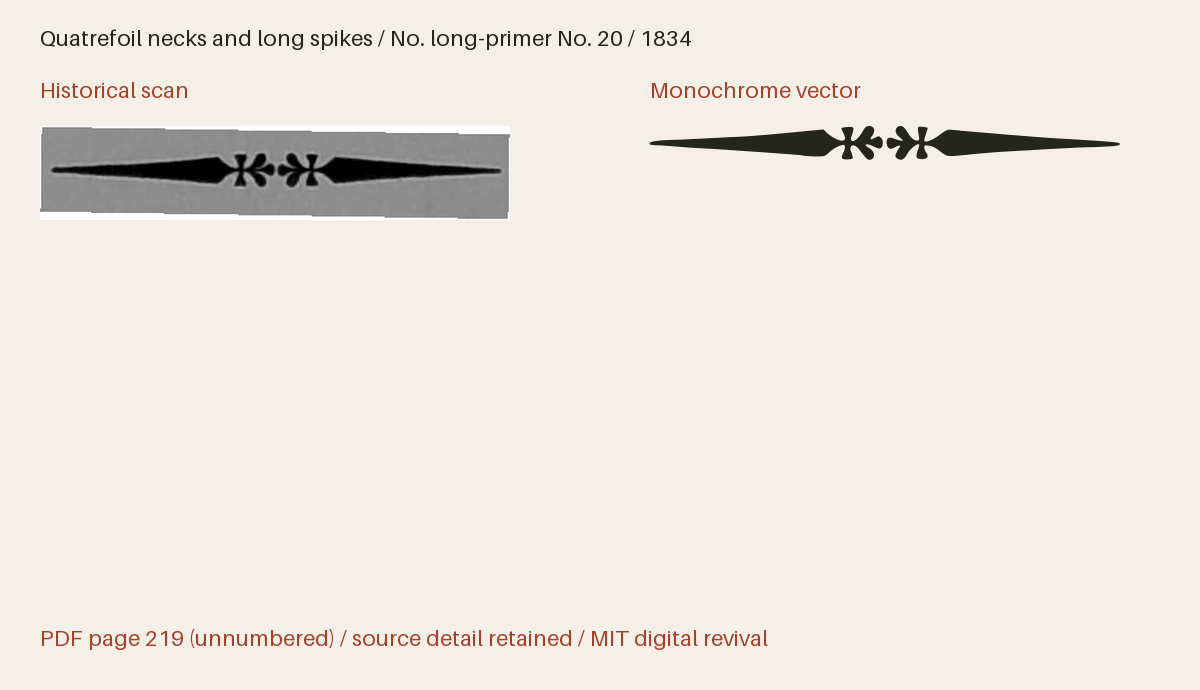 Quatrefoil necks and long spikes / No. long-primer No. 20 / 1834
Historical scan
Monochrome vector
PDF page 219 (unnumbered) / source detail retained / MIT digital revival